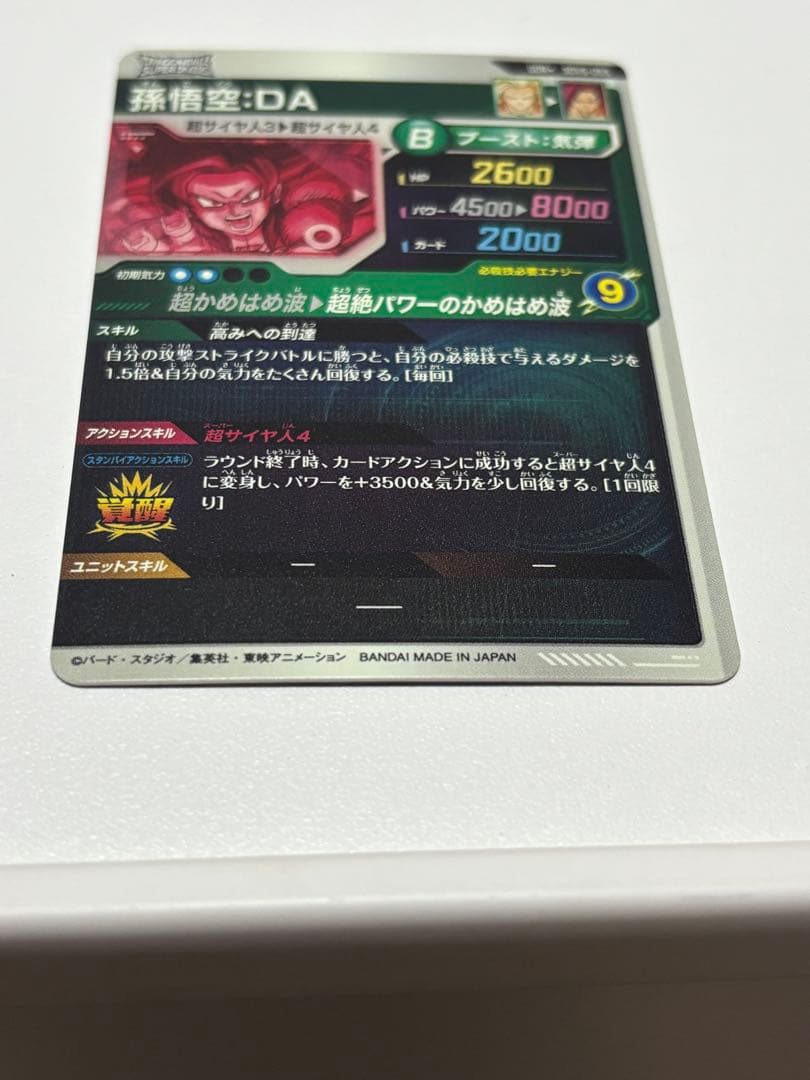 孫悟空:DA
超サイヤ人3▶超サイヤ人4
B ブースト:気弾
HP 2600
パワー 4500▶8000
カード 2000
初期気力
必殺技必要エナジー 9
超かめはめ波▶超絶パワーのかめはめ波
スキル 高みへの到達
自分の攻撃ストライクバトルに勝つと、自分の必殺技で与えるダメージを
1.5倍&自分の気力をたくさん回復する。[毎回]
アクションスキル 超サイヤ人4
スタンバイアクションスキル
覚醒
ラウンド終了時、カードアクションに成功すると超サイヤ人4
に変身し、パワーを+3500&気力を少し回復する。[1回限
り]
ユニットスキル ー ー
ー
©バード・スタジオ/集英社・東映アニメーション BANDAI MADE IN JAPAN